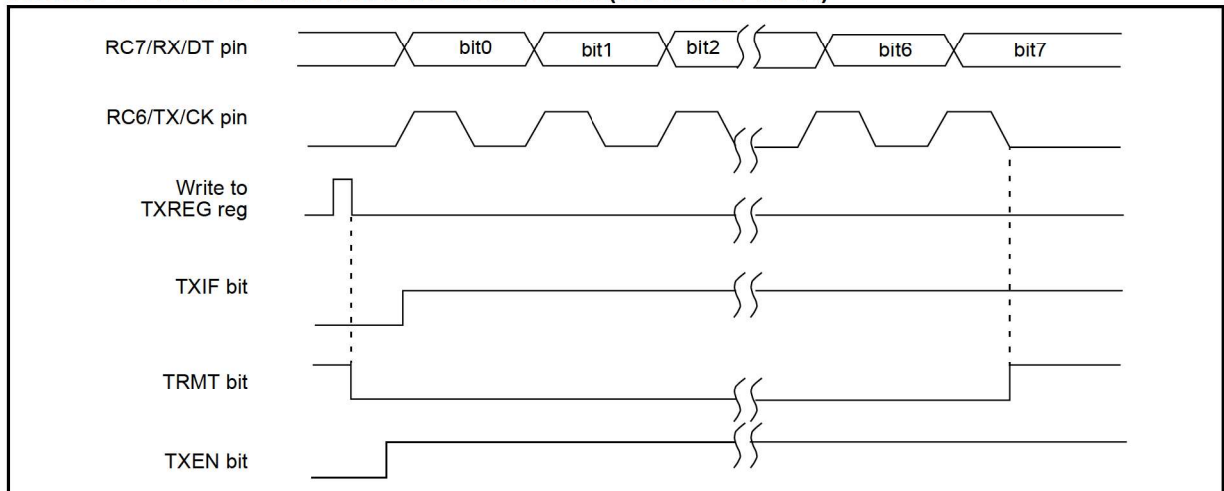 RC7/RX/DT pin
bit0
bit1
bit2
bit6
bit7
RC6/TX/CK pin
Write to
TXREG reg
TXIF bit
TRMT bit
TXEN bit